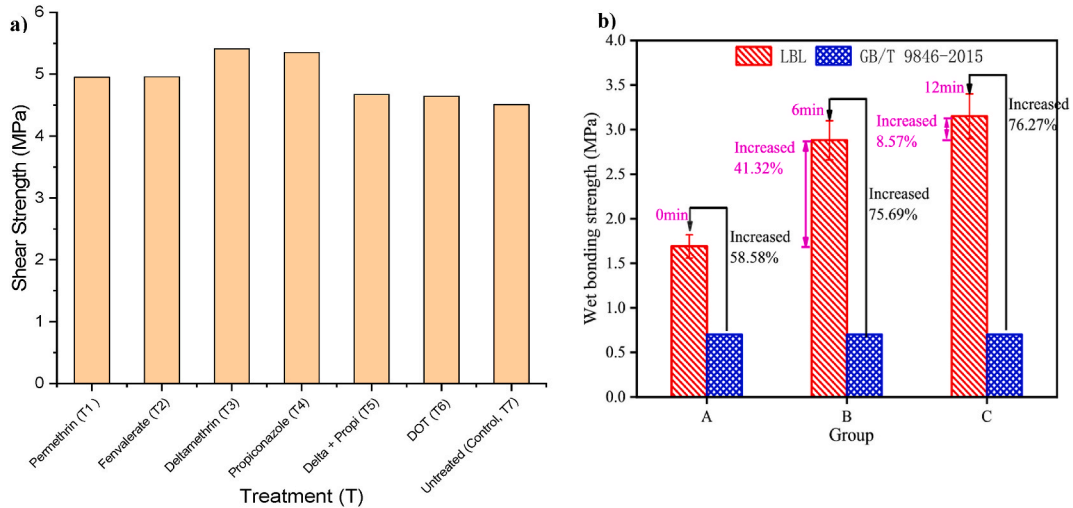 a)
6
5
4
3
2
1
0
Shear Strength (MPa)
Permethrin (T1 )
Fenvalerate (T2)
Deltamethrin (T3)
Propiconazole (T4)
Delta + Propi (T5)
DOT (T6)
Untreated (Control, T7)
Treatment (T)
b)
4.0
3.5
3.0
2.5
2.0
1.5
1.0
0.5
0.0
Wet bonding strength (MPa)
LBL
GB/T 9846-2015
0min
Increased
58.58%
Increased
41.32%
6min
Increased
75.69%
Increased
8.57%
12min
Increased
76.27%
A
B
C
Group